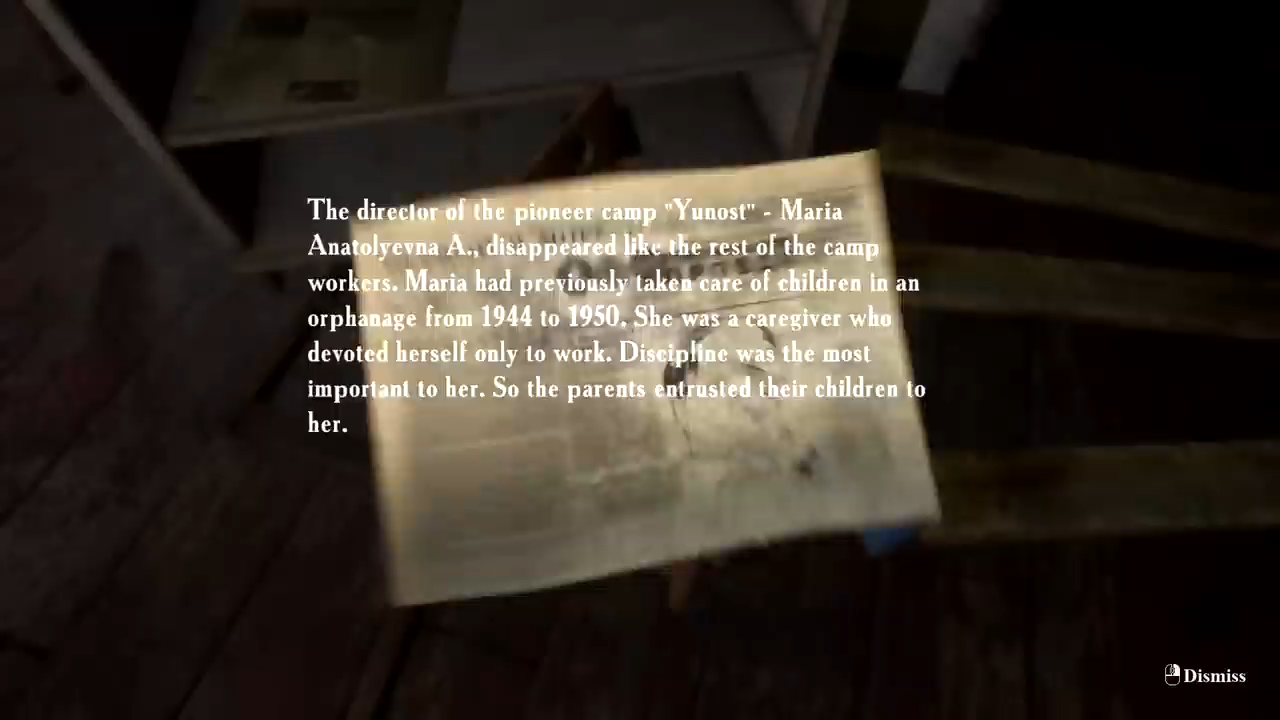 The director of the pioneer camp "Yunost" - Maria
Anatolyevna A., disappeared like the rest of the camp
workers. Maria had previously taken care of children in an
orphanage from 1944 to 1950. She was a caregiver who
devoted herself only to work. Discipline was the most
important to her. So the parents entrusted their children to
her.
Dismiss